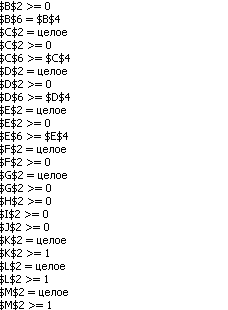 $B$2 >= 0
$B$6 = $B$4
$C$2 = целое
$C$2 >= 0
$C$6 >= $C$4
$D$2 = целое
$D$2 >= 0
$D$6 >= $D$4
$E$2 = целое
$E$2 >= 0
$E$6 >= $E$4
$F$2 = целое
$F$2 >= 0
$G$2 = целое
$G$2 >= 0
$H$2 >= 0
$I$2 >= 0
$J$2 >= 0
$K$2 = целое
$K$2 >= 1
$L$2 = целое
$L$2 >= 1
$M$2 = целое
$M$2 >= 1